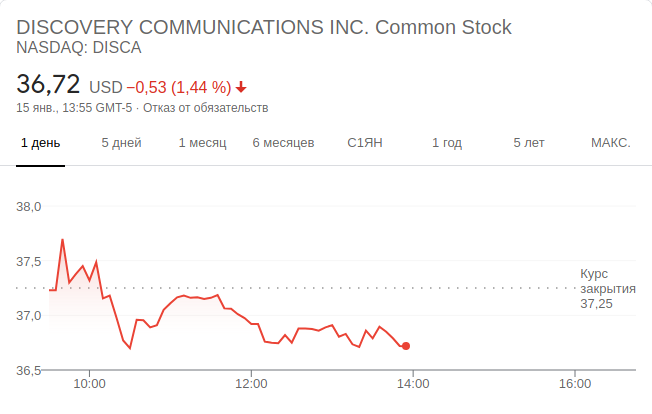 DISCOVERY COMMUNICATIONS INC. Common Stock
NASDAQ: DISCA
36,72 USD −0,53 (1,44 %)
15 янв., 13:55 GMT-5 · Отказ от обязательств
1 день 5 дней 1 месяц 6 месяцев С1ЯН 1 год 5 лет МАКС.
38,0
37,5
Курс
закрытия
37,25
37,0
36,5
10:00 12:00 14:00 16:00